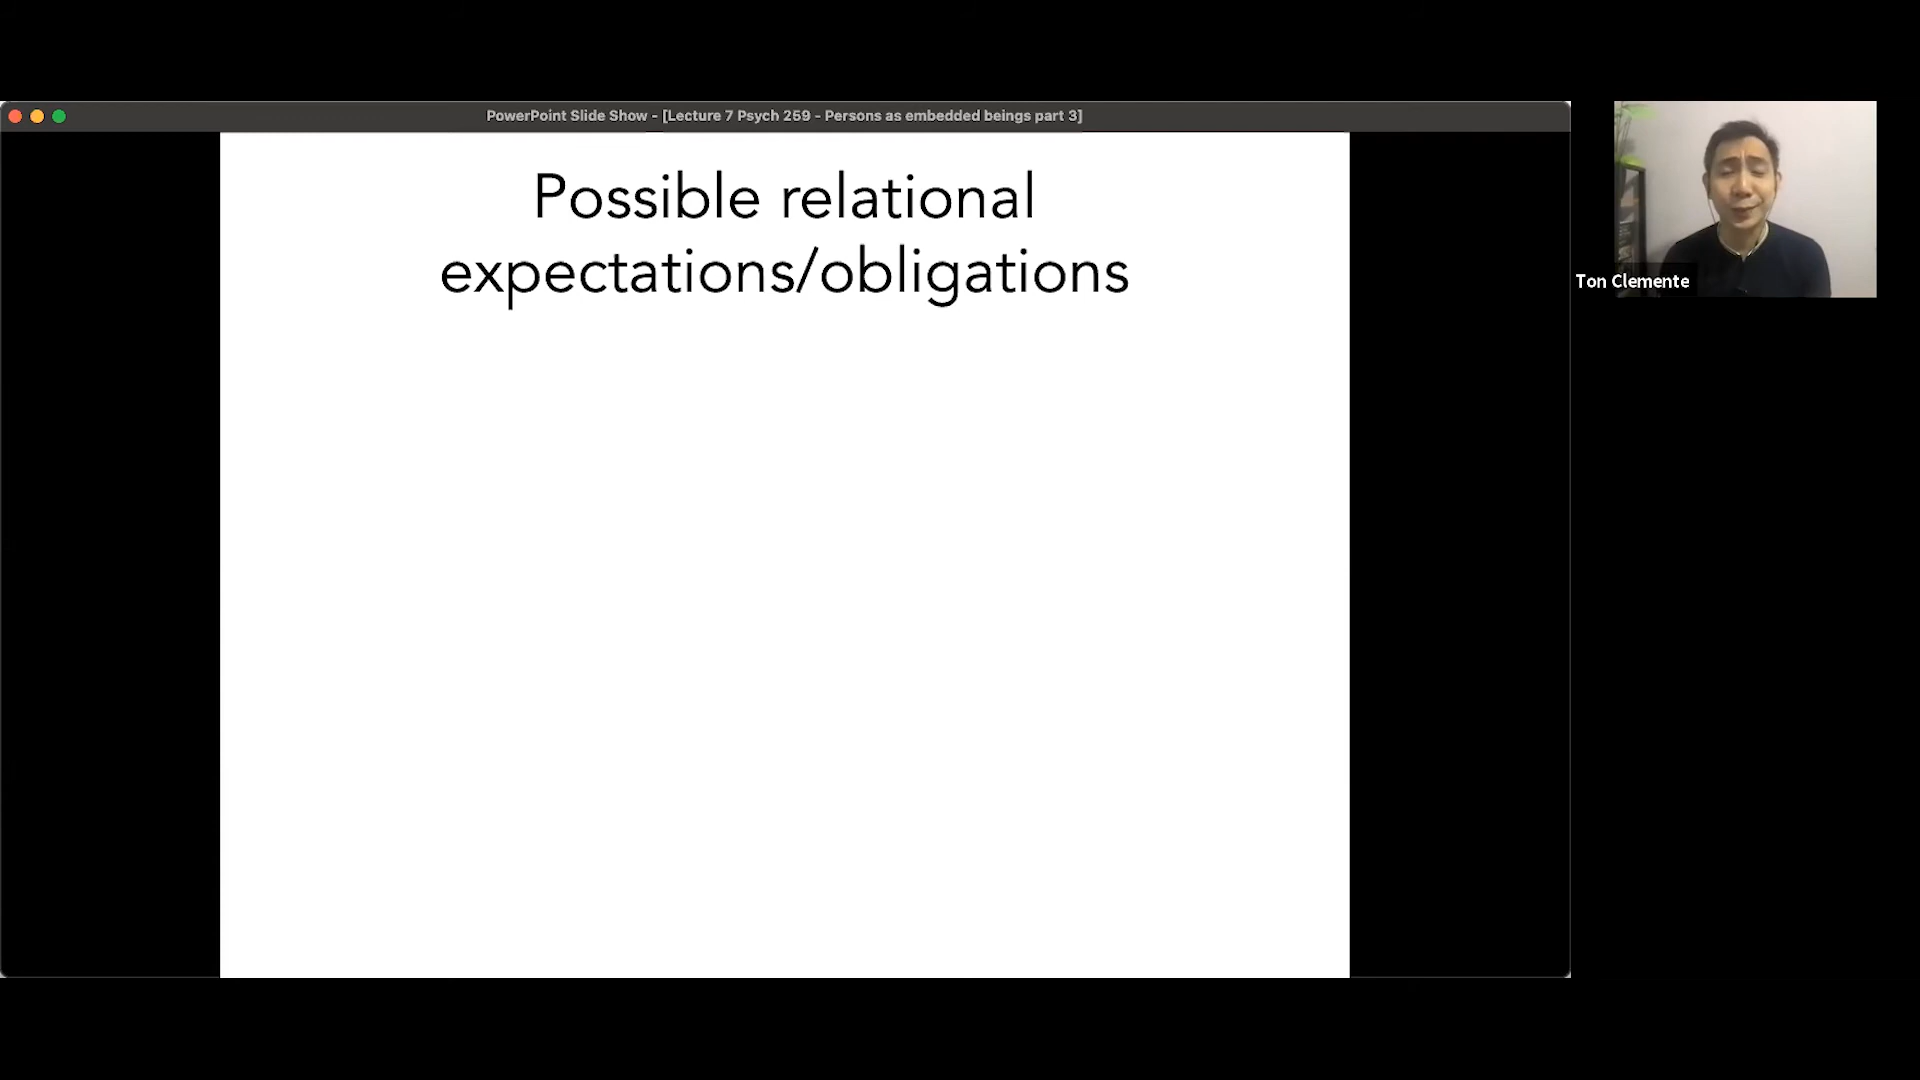 PowerPoint Slide Show - [Lecture 7 Psych 259 - Persons as embedded beings part 3]
Possible relational
expectations/obligations
Ton Clemente